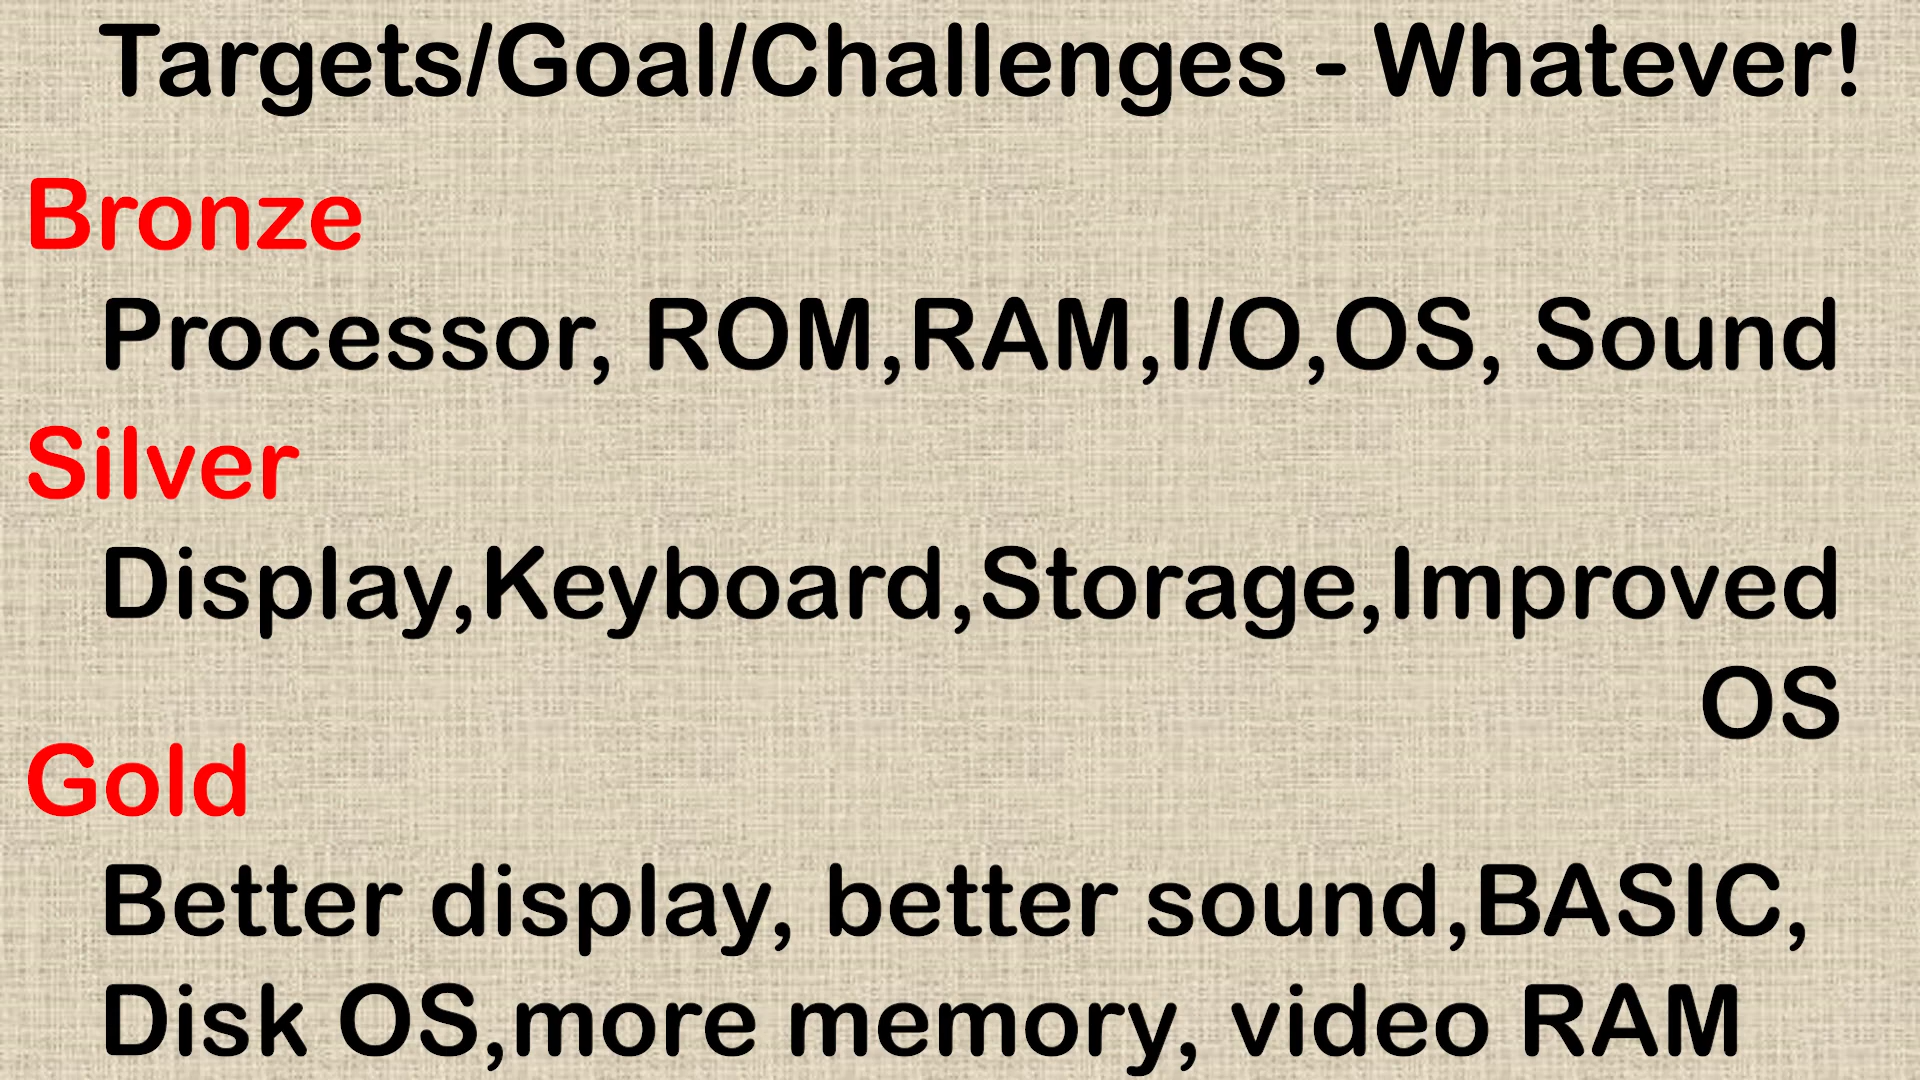 Targets/Goal/Challenges - Whatever!
Bronze
Processor, ROM,RAM,I/O,OS, Sound
Silver
Display,Keyboard,Storage,Improved
OS
Gold
Better display, better sound,BASIC,
Disk OS,more memory, video RAM